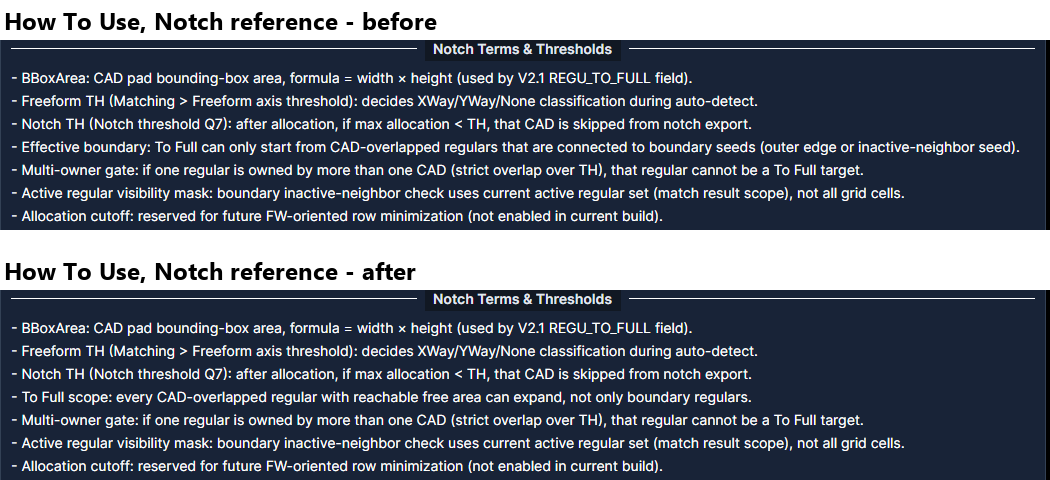 How To Use, Notch reference - before
Notch Terms & Thresholds
- BBoxArea: CAD pad bounding-box area, formula = width × height (used by V2.1 REGU_TO_FULL field).
- Freeform TH (Matching > Freeform axis threshold): decides XWay/YWay/None classification during auto-detect.
- Notch TH (Notch threshold Q7): after allocation, if max allocation < TH, that CAD is skipped from notch export.
- Effective boundary: To Full can only start from CAD-overlapped regulars that are connected to boundary seeds (outer edge or inactive-neighbor seed).
- Multi-owner gate: if one regular is owned by more than one CAD (strict overlap over TH), that regular cannot be a To Full target.
- Active regular visibility mask: boundary inactive-neighbor check uses current active regular set (match result scope), not all grid cells.
- Allocation cutoff: reserved for future FW-oriented row minimization (not enabled in current build).
How To Use, Notch reference - after
Notch Terms & Thresholds
- BBoxArea: CAD pad bounding-box area, formula = width × height (used by V2.1 REGU_TO_FULL field).
- Freeform TH (Matching > Freeform axis threshold): decides XWay/YWay/None classification during auto-detect.
- Notch TH (Notch threshold Q7): after allocation, if max allocation < TH, that CAD is skipped from notch export.
- To Full scope: every CAD-overlapped regular with reachable free area can expand, not only boundary regulars.
- Multi-owner gate: if one regular is owned by more than one CAD (strict overlap over TH), that regular cannot be a To Full target.
- Active regular visibility mask: boundary inactive-neighbor check uses current active regular set (match result scope), not all grid cells.
- Allocation cutoff: reserved for future FW-oriented row minimization (not enabled in current build).